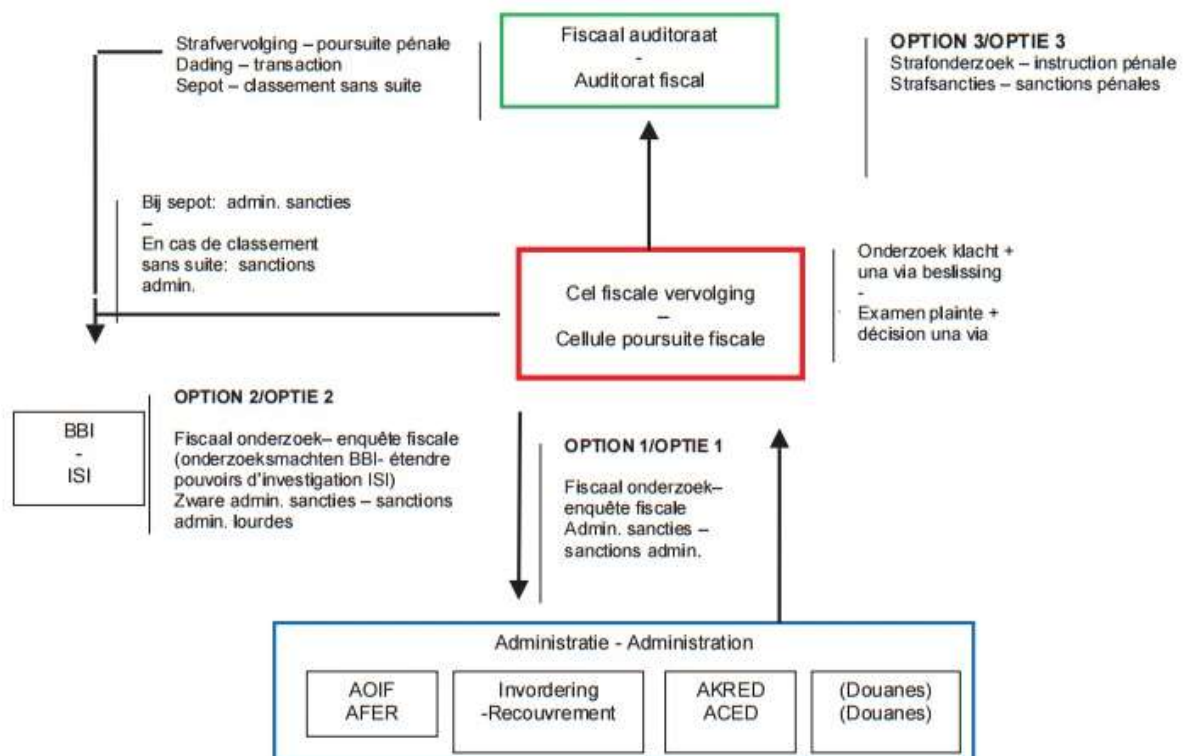 Strafvervolging – poursuite pénale
Dading – transaction
Sepot – classement sans suite
Fiscaal auditoraat
-
Auditorat fiscal
OPTION 3/OPTIE 3
Strafonderzoek – instruction pénale
Strafsancties – sanctions pénales
Bij sepot: admin. sancties
–
En cas de classement
sans suite: sanctions
admin.
Cel fiscale vervolging
–
Cellule poursuite fiscale
Onderzoek klacht +
una via beslissing
-
Examen plainte +
décision una via
BBI
-
ISI
OPTION 2/OPTIE 2
Fiscaal onderzoek– enquête fiscale
(onderzoeksmachten BBI- étendre
pouvoirs d'investigation ISI)
Zware admin. sancties – sanctions
admin. lourdes
OPTION 1/OPTIE 1
Fiscaal onderzoek–
enquête fiscale
Admin. sancties –
sanctions admin.
Administratie - Administration
AOIF
AFER
Invordering
-Recouvrement
AKRED
ACED
(Douanes)
(Douanes)